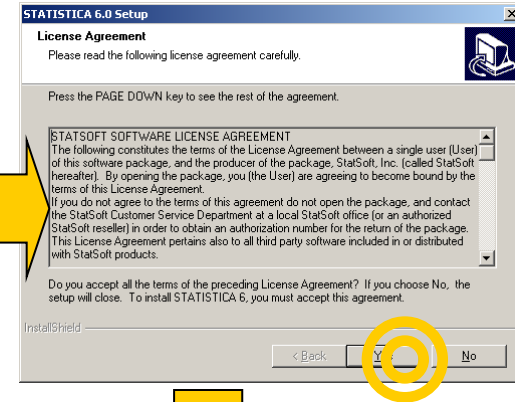 STATISTICA 6.0 Setup
License Agreement
Please read the following license agreement carefully.
Press the PAGE DOWN key to see the rest of the agreement.
STATSOFT SOFTWARE LICENSE AGREEMENT
The following constitutes the terms of the License Agreement between a single user (User)
of this software package, and the producer of the package, StatSoft, Inc. (called StatSoft
hereafter). By opening the package, you (the User) are agreeing to become bound by the
terms of this License Agreement.
If you do not agree to the terms of this agreement do not open the package, and contact
the StatSoft Customer Service Department at a local StatSoft office (or an authorized
StatSoft reseller) in order to obtain an authorization number for the return of the package.
This License Agreement pertains also to all third party software included in or distributed
with StatSoft products.
Do you accept all the terms of the preceding License Agreement? If you choose No, the
setup will close. To install STATISTICA 6, you must accept this agreement.
InstallShield
< Back Yes No